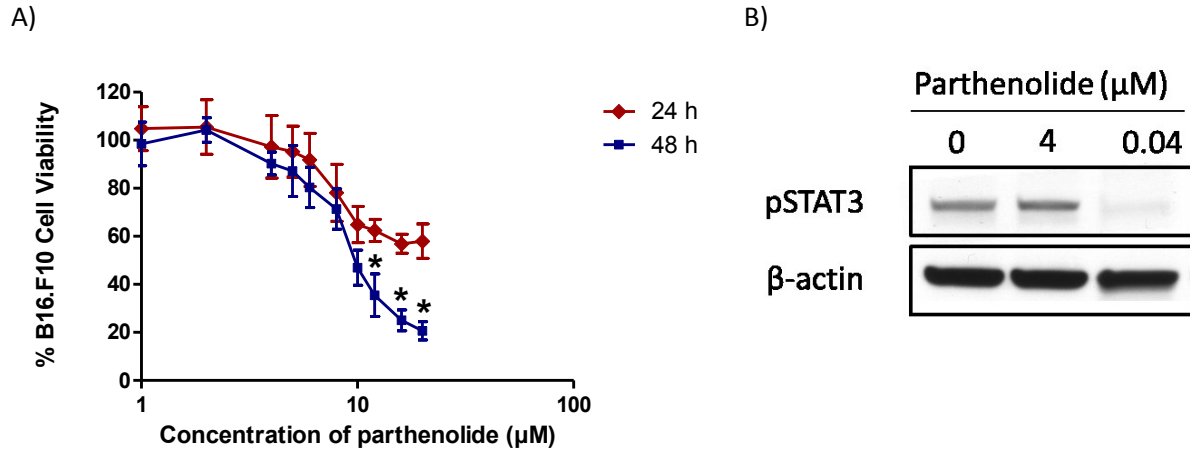 A)
120
100
80
60
40
20
0
% B16.F10 Cell Viability
24 h
48 h
*
* *
1 10 100
Concentration of parthenolide (µM)
B)
Parthenolide (µM)
0 4 0.04
pSTAT3
β-actin